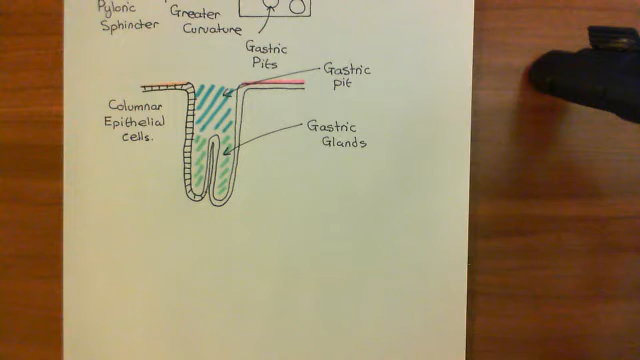 Pyloric
Sphincter
Greater
Curvature
Gastric
Pits
Gastric
pit
Columnar
Epithelial
cells.
Gastric
Glands